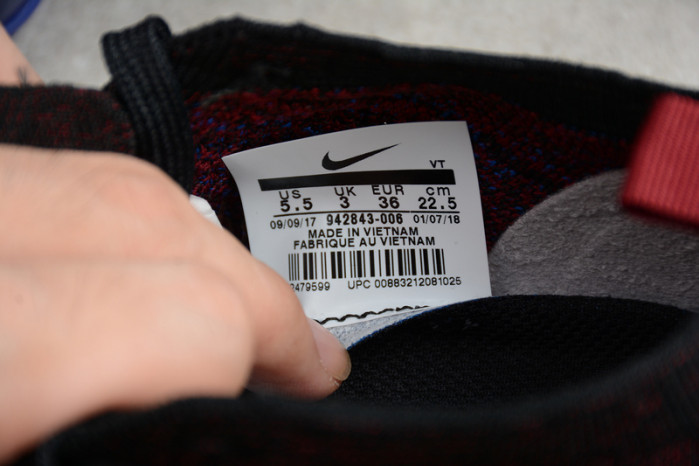 VT
US UK EUR cm
5.5 3 36 22.5
09/09/17 942843-006 01/07/18
MADE IN VIETNAM
FABRIQUE AU VIETNAM
UPC 00883212081025